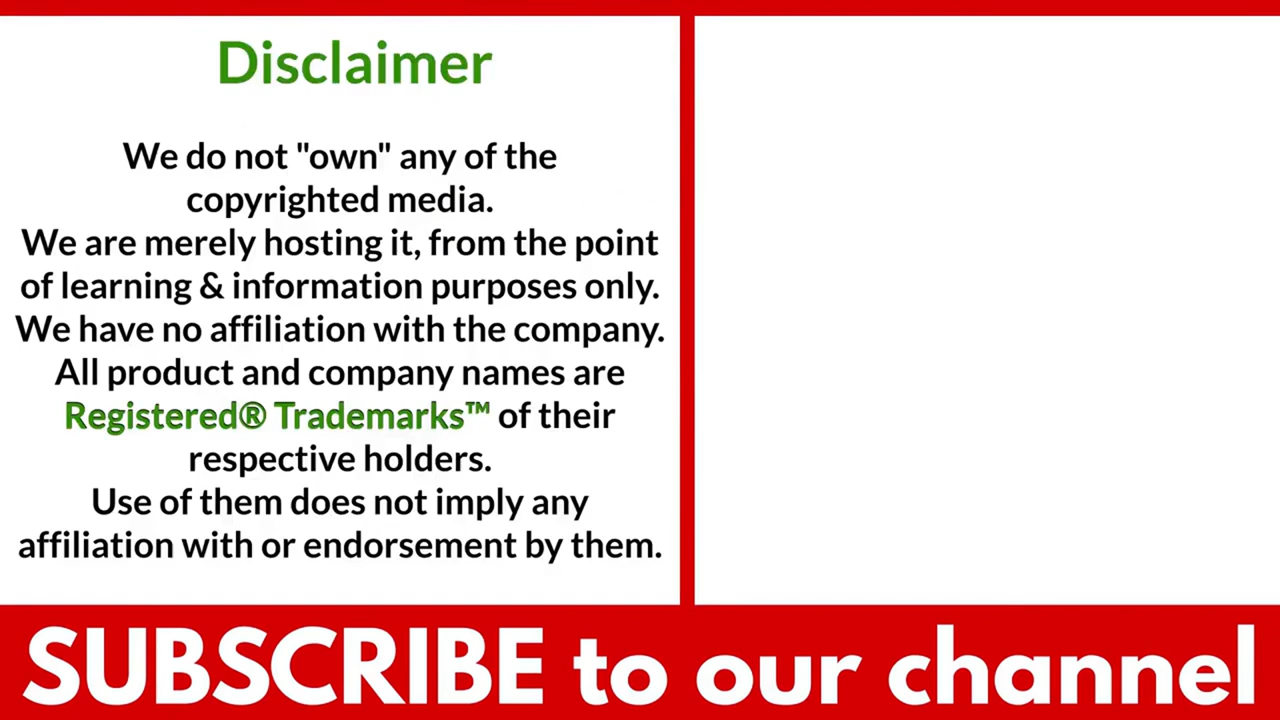 Disclaimer
We do not "own" any of the
copyrighted media.
We are merely hosting it, from the point
of learning & information purposes only.
We have no affiliation with the company.
All product and company names are
Registered® Trademarks™ of their
respective holders.
Use of them does not imply any
affiliation with or endorsement by them.
SUBSCRIBE to our channel